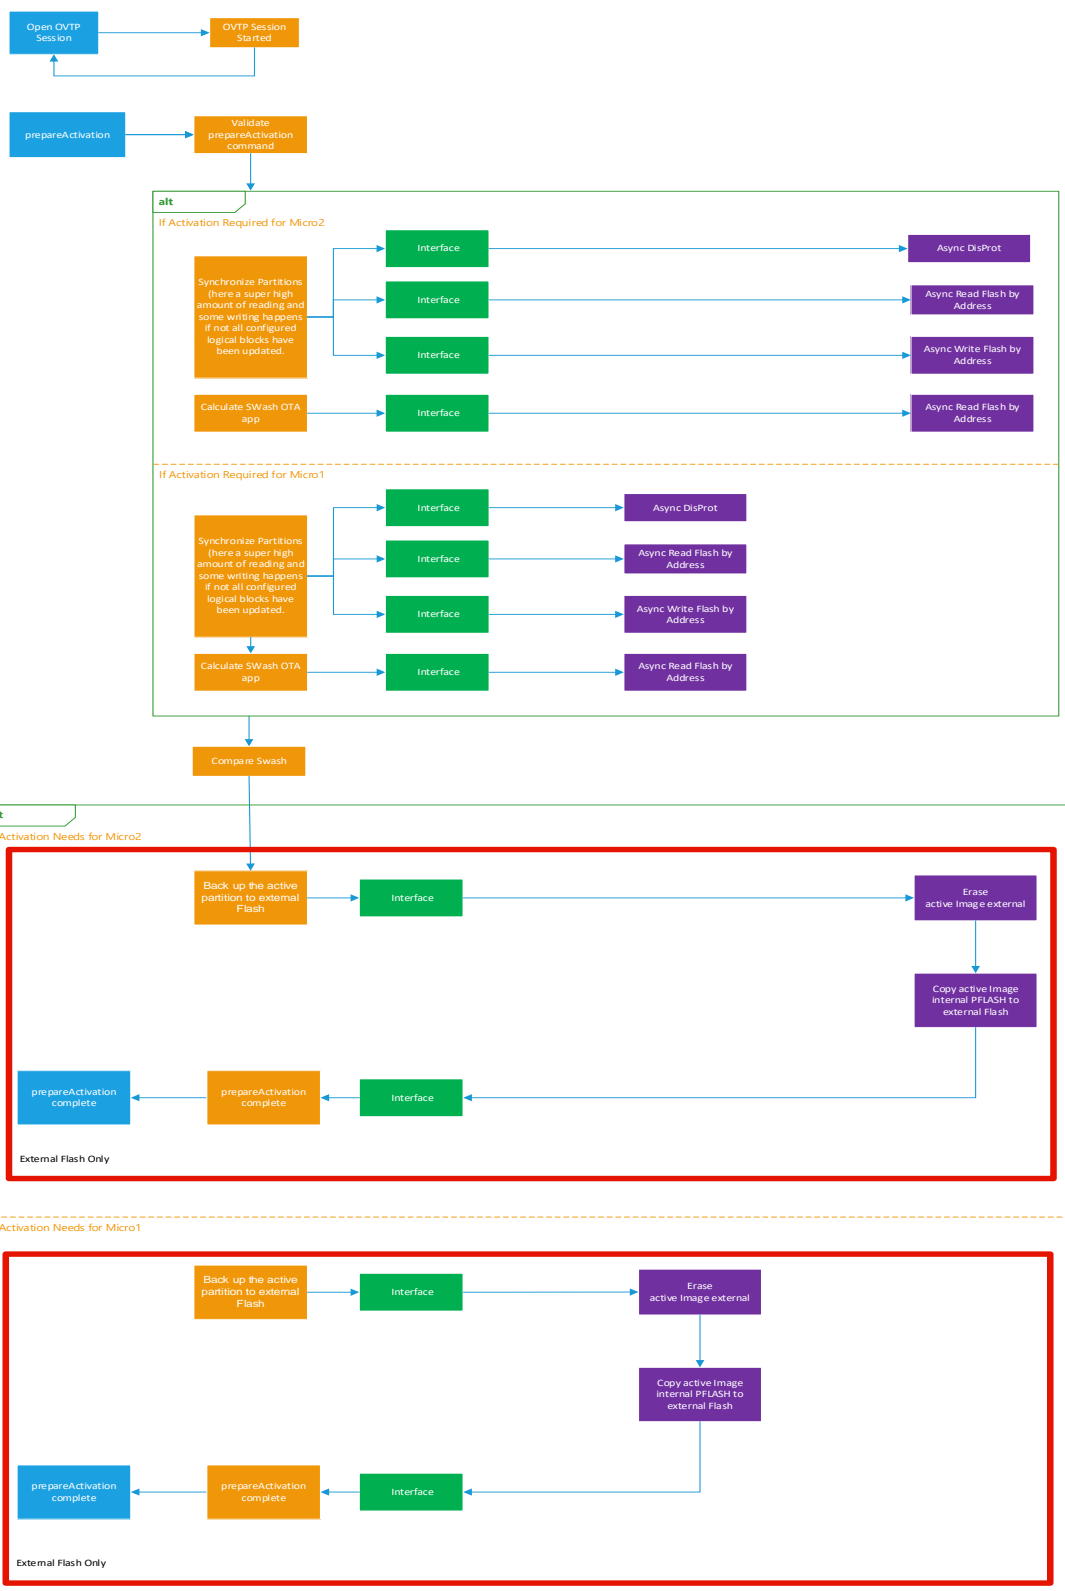 Open OVTP
Session
OVTP Session
Started
prepareActivation
Validate
prepareActivation
command
alt
If Activation Required for Micro2
Synchronize Partitions
(here a super high
amount of reading and
some writing happens
if not all configured
logical blocks have
been updated.
Interface
Async DisProt
Interface
Async Read Flash by
Address
Interface
Async Write Flash by
Address
Calculate SWash OTA
app
Interface
Async Read Flash by
Address
If Activation Required for Micro1
Synchronize Partitions
(here a super high
amount of reading and
some writing happens
if not all configured
logical blocks have
been updated.
Interface
Async DisProt
Interface
Async Read Flash by
Address
Interface
Async Write Flash by
Address
Calculate SWash OTA
app
Interface
Async Read Flash by
Address
Compare Swash
t
Activation Needs for Micro2
Back up the active
partition to external
Flash
Interface
Erase
active Image external
Copy active Image
internal PFLASH to
external Flash
prepareActivation
complete
prepareActivation
complete
Interface
External Flash Only
Activation Needs for Micro1
Back up the active
partition to external
Flash
Interface
Erase
active Image external
Copy active Image
internal PFLASH to
external Flash
prepareActivation
complete
prepareActivation
complete
Interface
External Flash Only